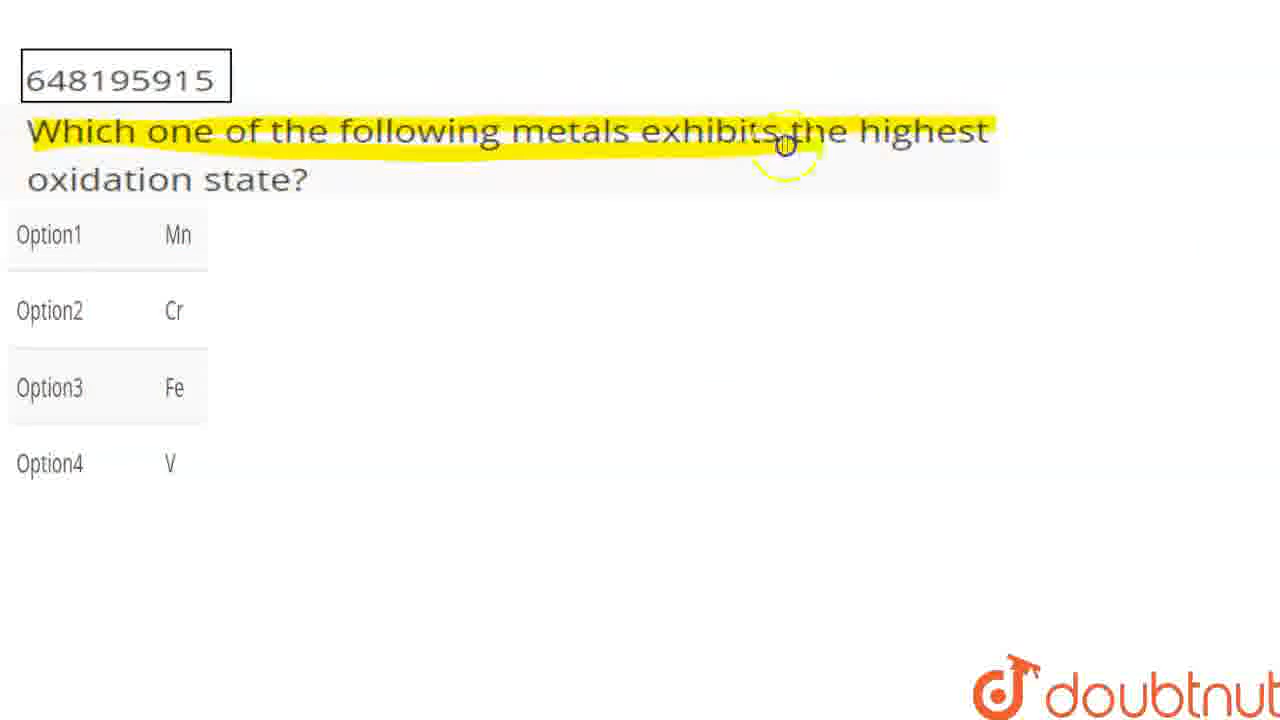 648195915
Which one of the following metals exhibits the highest
oxidation state?
Option1 Mn
Option2 Cr
Option3 Fe
Option4 V
doubtnut